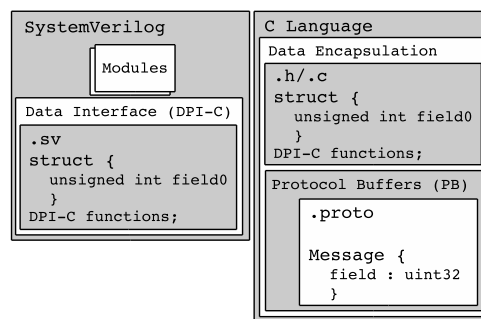 SystemVerilog
Modules
Data Interface (DPI-C)
.sv
struct {
unsigned int field0
}
DPI-C functions;
C Language
Data Encapsulation
.h/.c
struct {
unsigned int field0
}
DPI-C functions;
Protocol Buffers (PB)
.proto
Message {
field : uint32
}